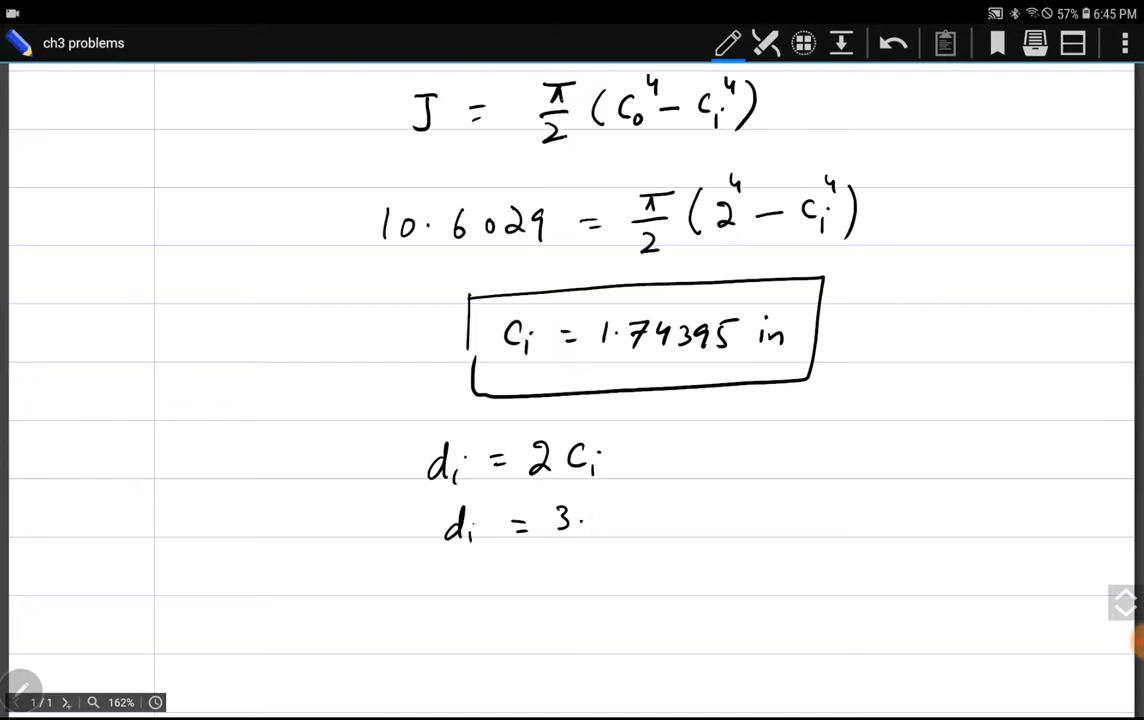 57% 6:45 PM
ch3 problems
J = π/2 (C₀⁴ − Cᵢ⁴)
10.6029 = π/2 (2⁴ − Cᵢ⁴)
Cᵢ = 1.74395 in
dᵢ = 2 Cᵢ
dᵢ = 3.
1 / 1 162%